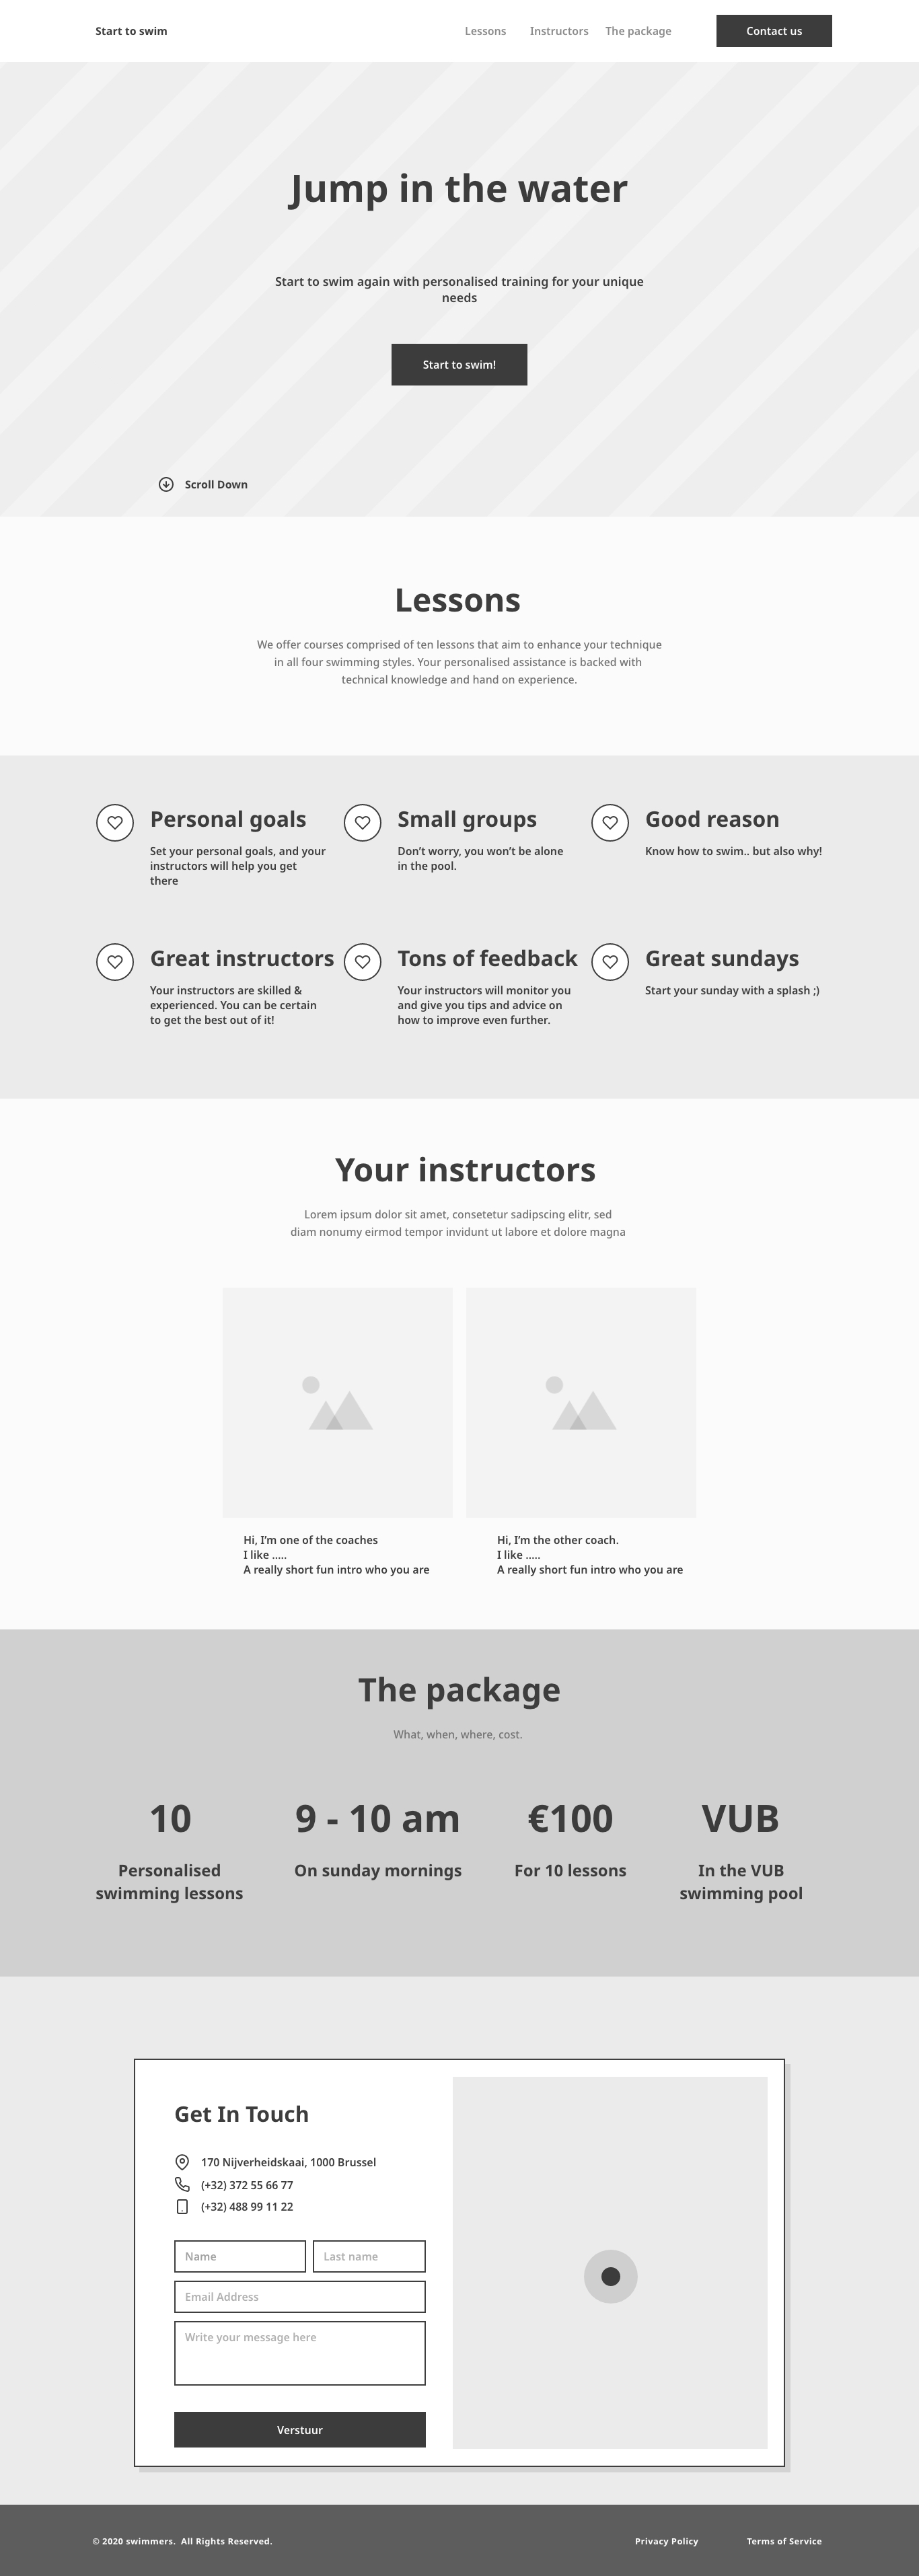 Start to swim
Lessons Instructors The package Contact us
Jump in the water
Start to swim again with personalised training for your unique
needs
Start to swim!
Scroll Down
Lessons
We offer courses comprised of ten lessons that aim to enhance your technique
in all four swimming styles. Your personalised assistance is backed with
technical knowledge and hand on experience.
Personal goals
Set your personal goals, and your
instructors will help you get
there
Small groups
Don’t worry, you won’t be alone
in the pool.
Good reason
Know how to swim.. but also why!
Great instructors
Your instructors are skilled &
experienced. You can be certain
to get the best out of it!
Tons of feedback
Your instructors will monitor you
and give you tips and advice on
how to improve even further.
Great sundays
Start your sunday with a splash ;)
Your instructors
Lorem ipsum dolor sit amet, consetetur sadipscing elitr, sed
diam nonumy eirmod tempor invidunt ut labore et dolore magna
Hi, I’m one of the coaches
I like .....
A really short fun intro who you are
Hi, I’m the other coach.
I like .....
A really short fun intro who you are
The package
What, when, where, cost.
10
Personalised
swimming lessons
9 - 10 am
On sunday mornings
€100
For 10 lessons
VUB
In the VUB
swimming pool
Get In Touch
170 Nijverheidskaai, 1000 Brussel
(+32) 372 55 66 77
(+32) 488 99 11 22
Name
Last name
Email Address
Write your message here
Verstuur
© 2020 swimmers.  All Rights Reserved.
Privacy Policy
Terms of Service